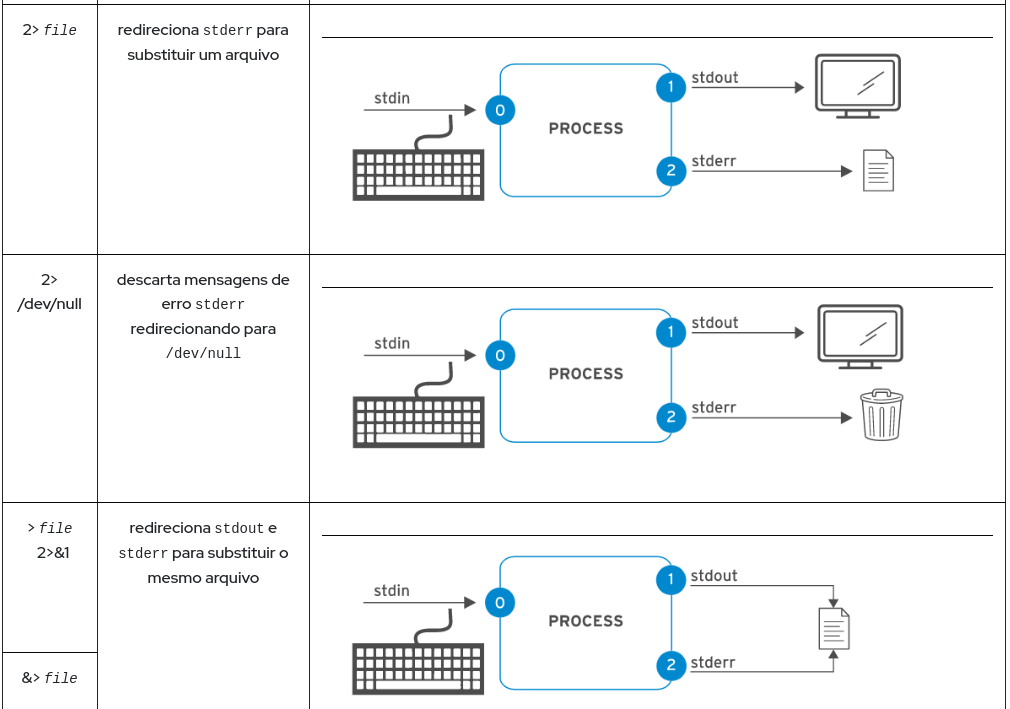 2> file
redireciona stderr para
substituir um arquivo
stdin
0
PROCESS
1
stdout
2
stderr
2>
/dev/null
descarta mensagens de
erro stderr
redirecionando para
/dev/null
stdin
0
PROCESS
1
stdout
2
stderr
> file
2>&1
redireciona stdout e
stderr para substituir o
mesmo arquivo
stdin
0
PROCESS
1
stdout
2
stderr
&> file